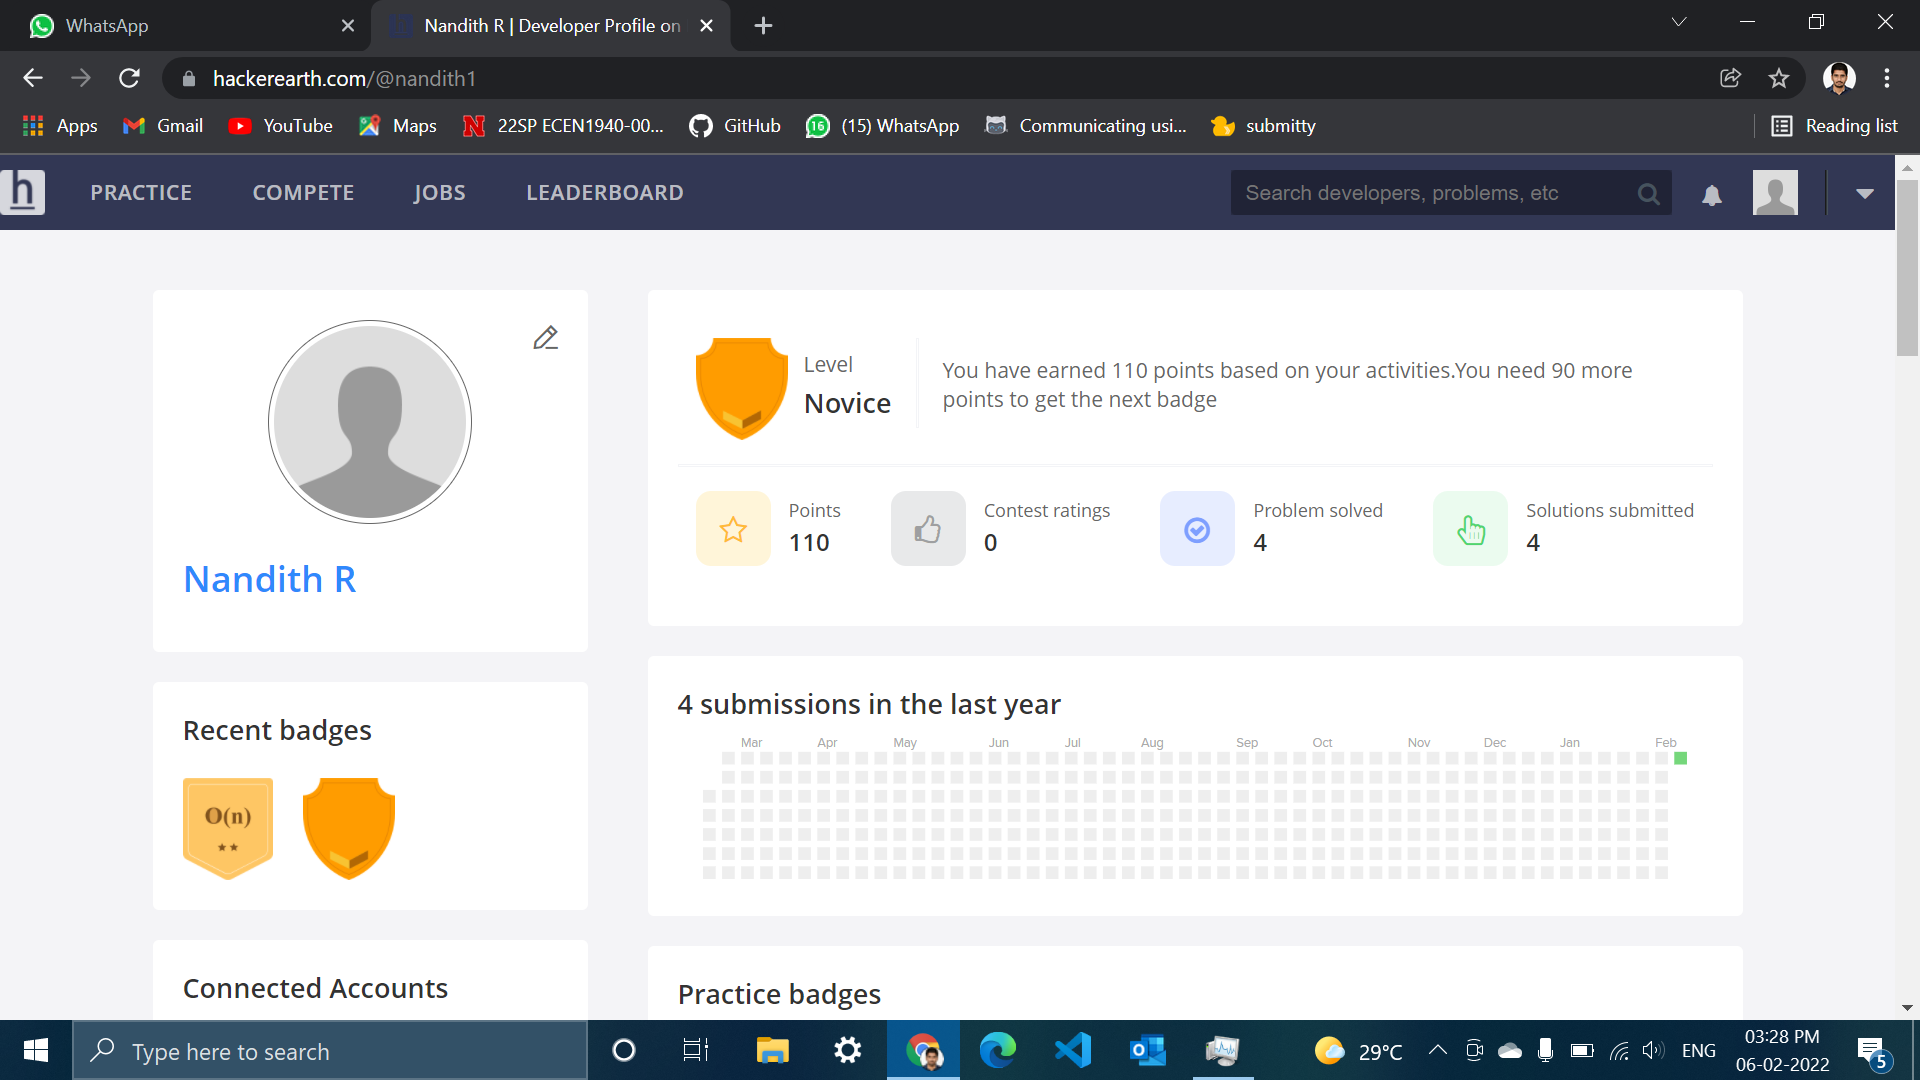 WhatsApp
Nandith R | Developer Profile on
hackerearth.com/@nandith1
Apps
Gmail
YouTube
Maps
22SP ECEN1940-00...
GitHub
16
(15) WhatsApp
Communicating usi...
submitty
Reading list
h
PRACTICE
COMPETE
JOBS
LEADERBOARD
Search developers, problems, etc
Nandith R
Level
Novice
You have earned 110 points based on your activities.You need 90 more
points to get the next badge
Points
110
Contest ratings
0
Problem solved
4
Solutions submitted
4
Recent badges
O(n)
4 submissions in the last year
Mar Apr May Jun Jul Aug Sep Oct Nov Dec Jan Feb
Connected Accounts
Practice badges
Type here to search
29°C
ENG
03:28 PM
06-02-2022
5